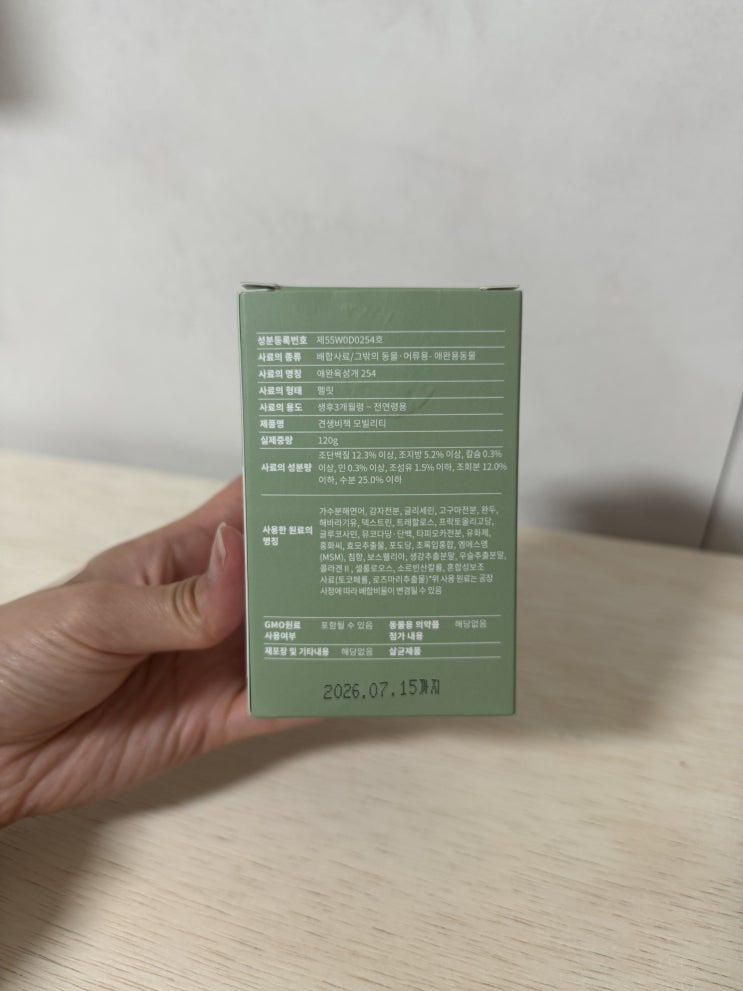 성분등록번호 제55W0D0254호
사료의 종류 배합사료/그밖의 동물·어류용- 애완용동물
사료의 명칭 애완육성개 254
사료의 형태 펠릿
사료의 용도 생후3개월령 ~ 전연령용
제품명 견생비책 모빌리티
실제중량 120g
사료의 성분량 조단백질 12.3% 이상, 조지방 5.2% 이상, 칼슘 0.3%
이상, 인 0.3% 이상, 조섬유 1.5% 이하, 조회분 12.0%
이하, 수분 25.0% 이하
사용한 원료의
명칭
가수분해연어, 감자전분, 글리세린, 고구마전분, 완두,
해바라기유, 덱스트린, 트레할로스, 프락토올리고당,
글루코사민, 뮤코다당·단백, 타피오카전분, 유화제,
홍화씨, 효모추출물, 포도당, 초록입홍합, 엠에스엠
(MSM), 침향, 보스웰리아, 생강추출분말, 우슬추출분말,
콜라겐Ⅱ, 셀룰로오스, 소르빈산칼륨, 혼합성보조
사료(토코페롤, 로즈마리추출물)*위 사용 원료는 공장
사정에 따라 배합비율이 변경될 수 있음
GMO원료 포함될 수 있음 동물용 의약품 해당없음
사용여부 첨가 내용
재포장 및 기타내용 해당없음 살균제품
2026.07.15까지